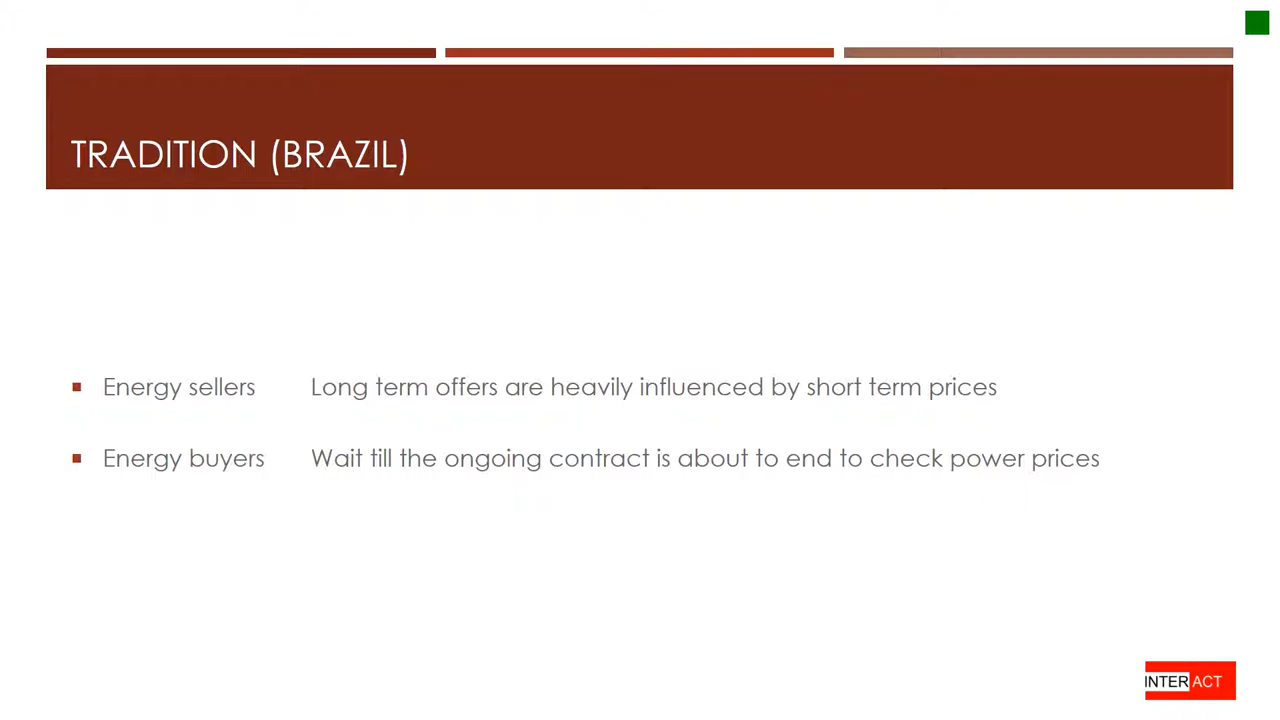 TRADITION (BRAZIL)
Energy sellers Long term offers are heavily influenced by short term prices
Energy buyers Wait till the ongoing contract is about to end to check power prices
INTERACT